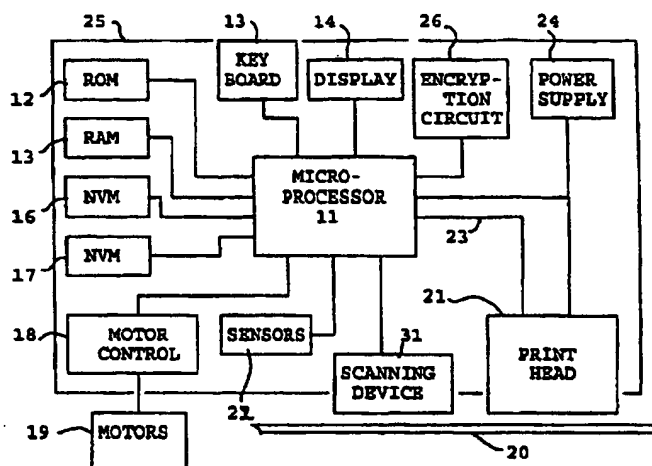 25 13 14 26 24
12 ROM
KEY
BOARD
DISPLAY
ENCRYP-
TION
CIRCUIT
POWER
SUPPLY
13 RAM
MICRO-
PROCESSOR
11
16 NVM
23
17 NVM
21
18 MOTOR
CONTROL
SENSORS
31
PRINT
HEAD
SCANNING
DEVICE
19 MOTORS
20